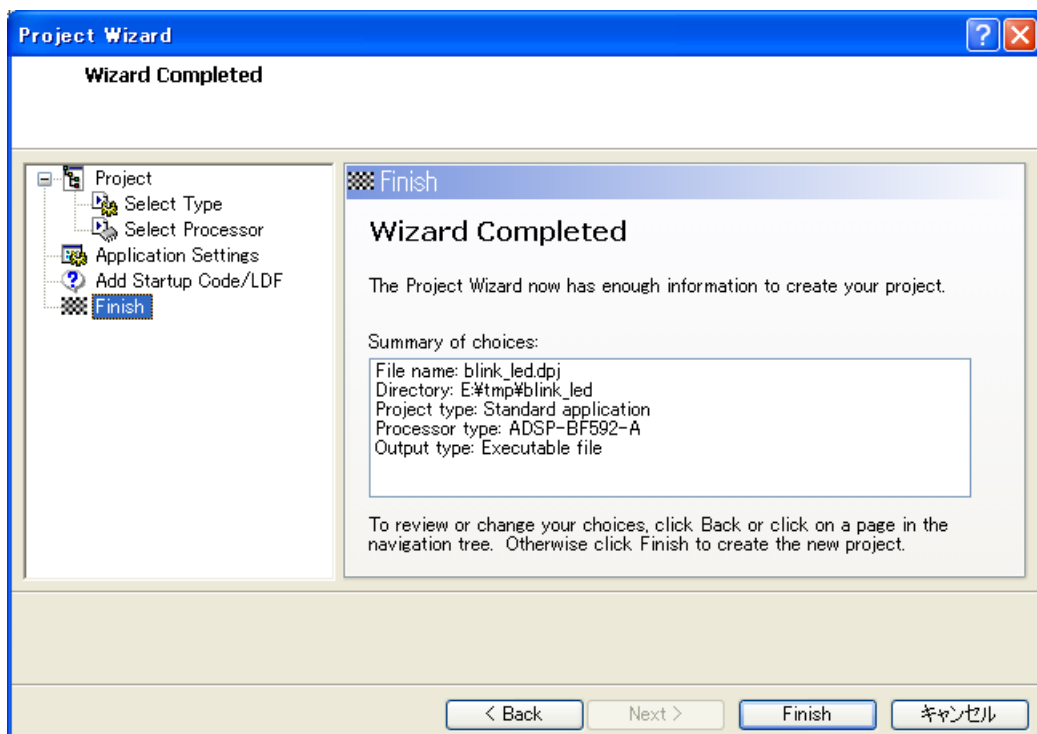 Project Wizard
Wizard Completed
Project
Select Type
Select Processor
Application Settings
Add Startup Code/LDF
Finish
Finish
Wizard Completed
The Project Wizard now has enough information to create your project.
Summary of choices:
File name: blink_led.dpj
Directory: E:¥tmp¥blink_led
Project type: Standard application
Processor type: ADSP-BF592-A
Output type: Executable file
To review or change your choices, click Back or click on a page in the
navigation tree.  Otherwise click Finish to create the new project.
< Back
Next >
Finish
キャンセル